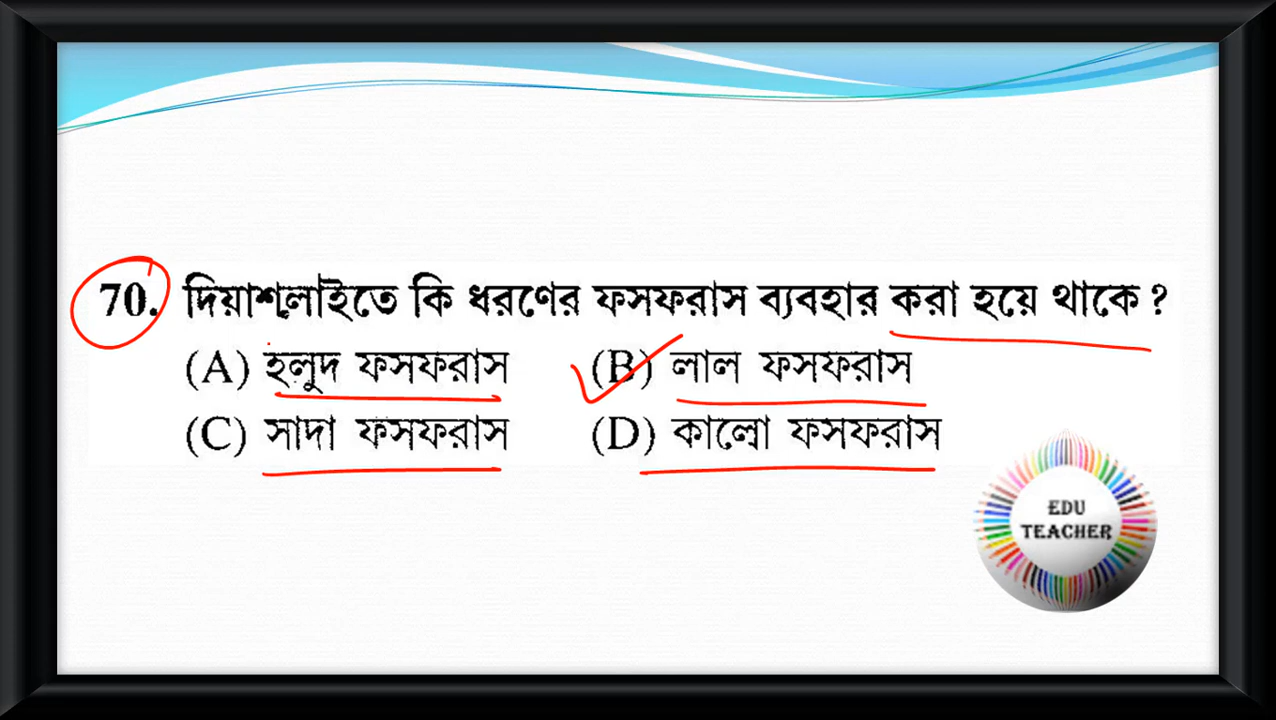 70. দিয়াশলাইতে কি ধরণের ফসফরাস ব্যবহার করা হয়ে থাকে ?
(A) হলুদ ফসফরাস (B) লাল ফসফরাস
(C) সাদা ফসফরাস (D) কালো ফসফরাস
EDU
TEACHER